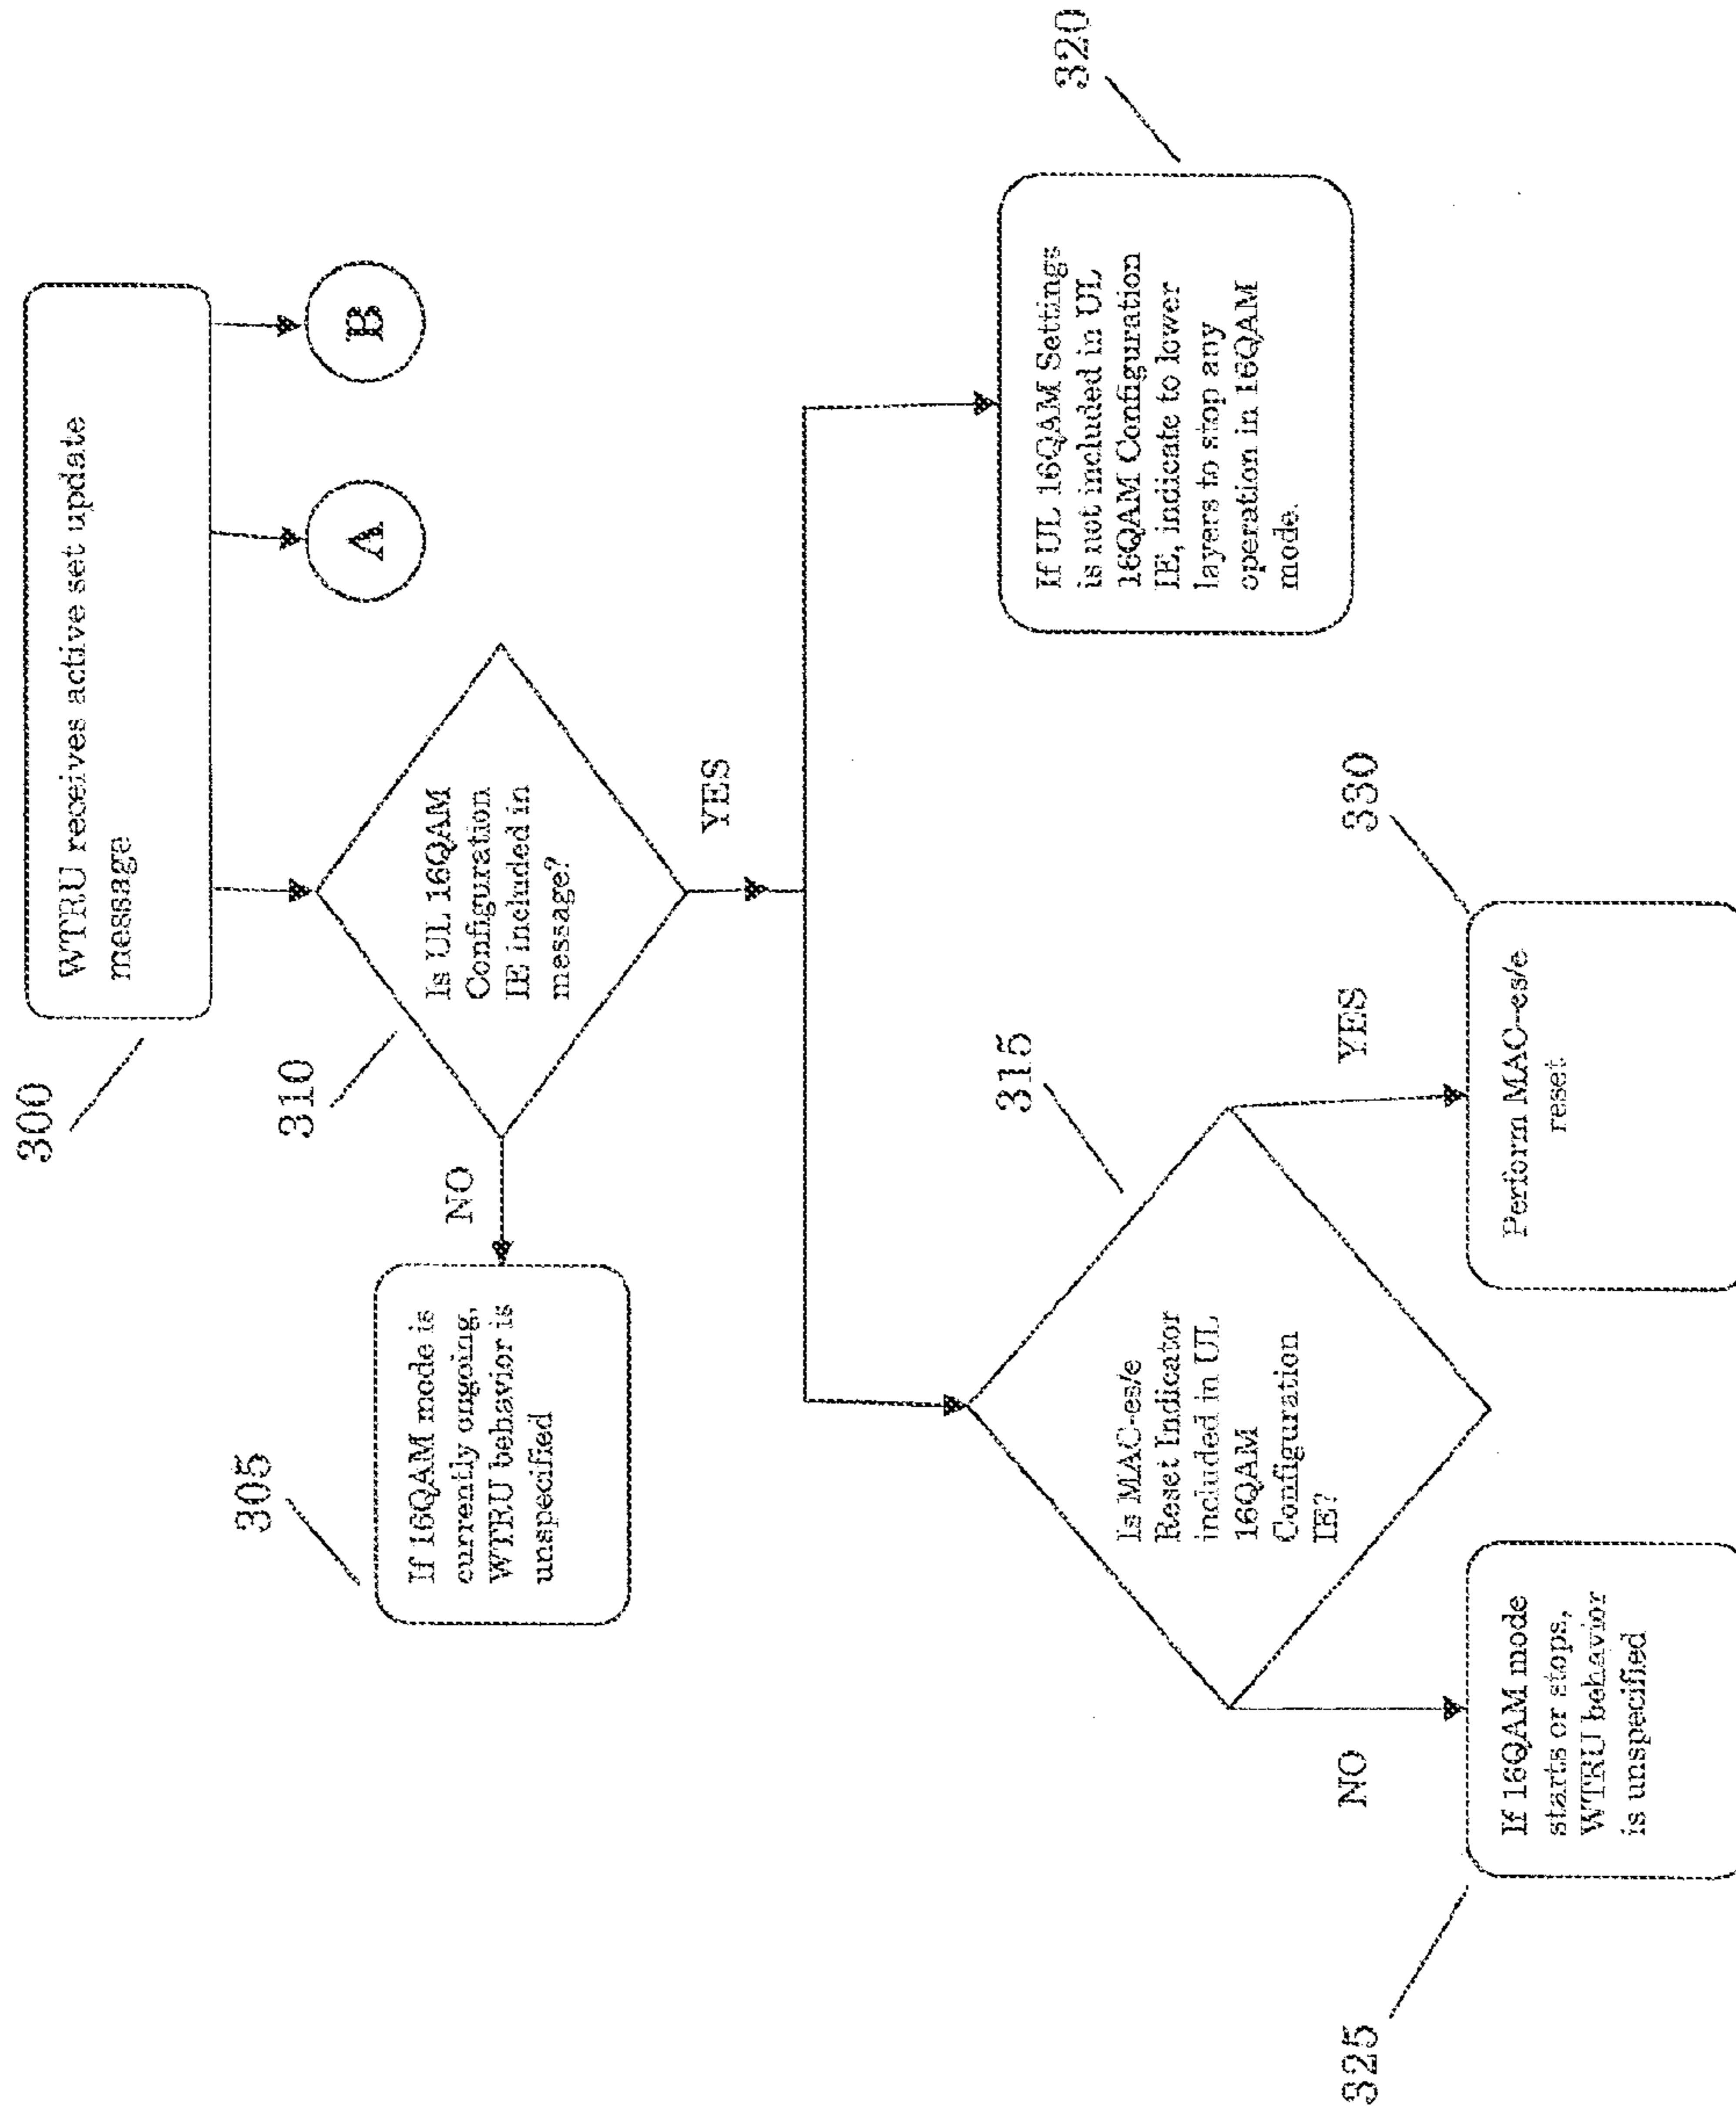 300
WTRU receives active set update
message
A
B
310
Is UL 16QAM
Configuration
IE included in
message?
NO
YES
305
If 16QAM mode is
currently ongoing,
WTRU behavior is
unspecified
315
Is MAC-es/e
Reset Indicator
included in UL
16QAM
Configuration
IE?
320
If UL 16QAM Settings
is not included in UL
16QAM Configuration
IE, indicate to lower
layers to stop any
operation in 16QAM
mode.
NO
YES
325
If 16QAM mode
starts or stops,
WTRU behavior
is unspecified
330
Perform MAC-es/e
reset